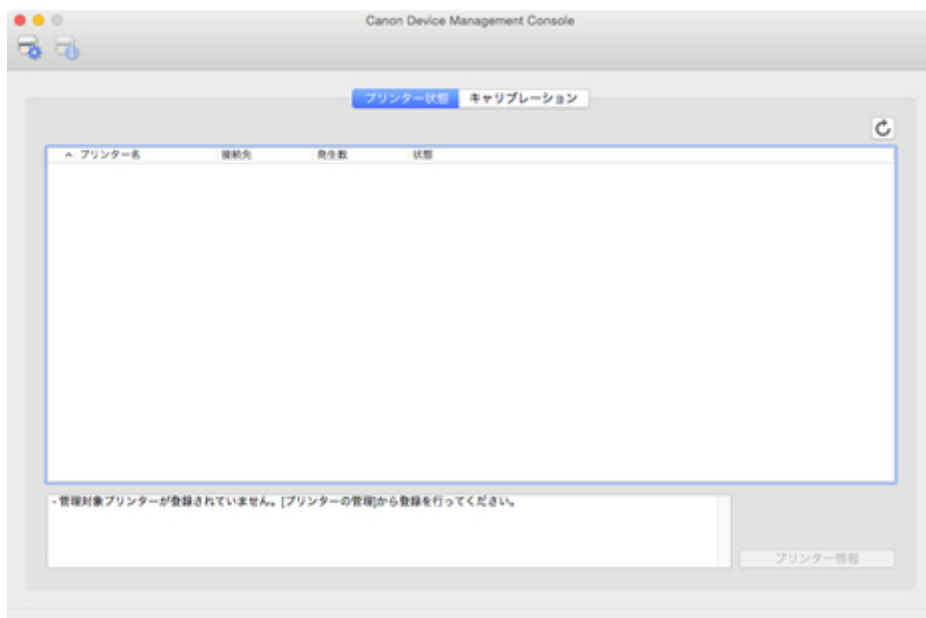 Canon Device Management Console
プリンター状態 キャリブレーション
プリンター名 接続先 発生数 状態
- 管理対象プリンターが登録されていません。[プリンターの管理]から登録を行ってください。
プリンター情報